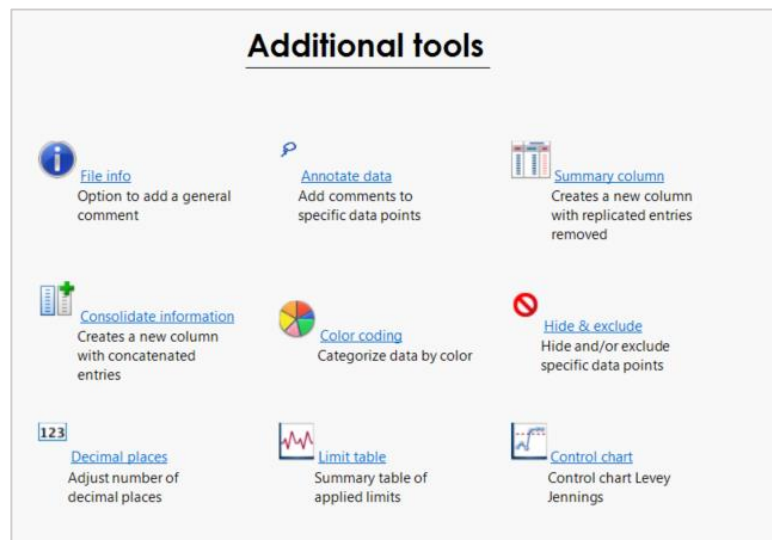 Additional tools
File info
Option to add a general
comment
Annotate data
Add comments to
specific data points
Summary column
Creates a new column
with replicated entries
removed
Consolidate information
Creates a new column
with concatenated
entries
Color coding
Categorize data by color
Hide & exclude
Hide and/or exclude
specific data points
123
Decimal places
Adjust number of
decimal places
Limit table
Summary table of
applied limits
Control chart
Control chart Levey
Jennings